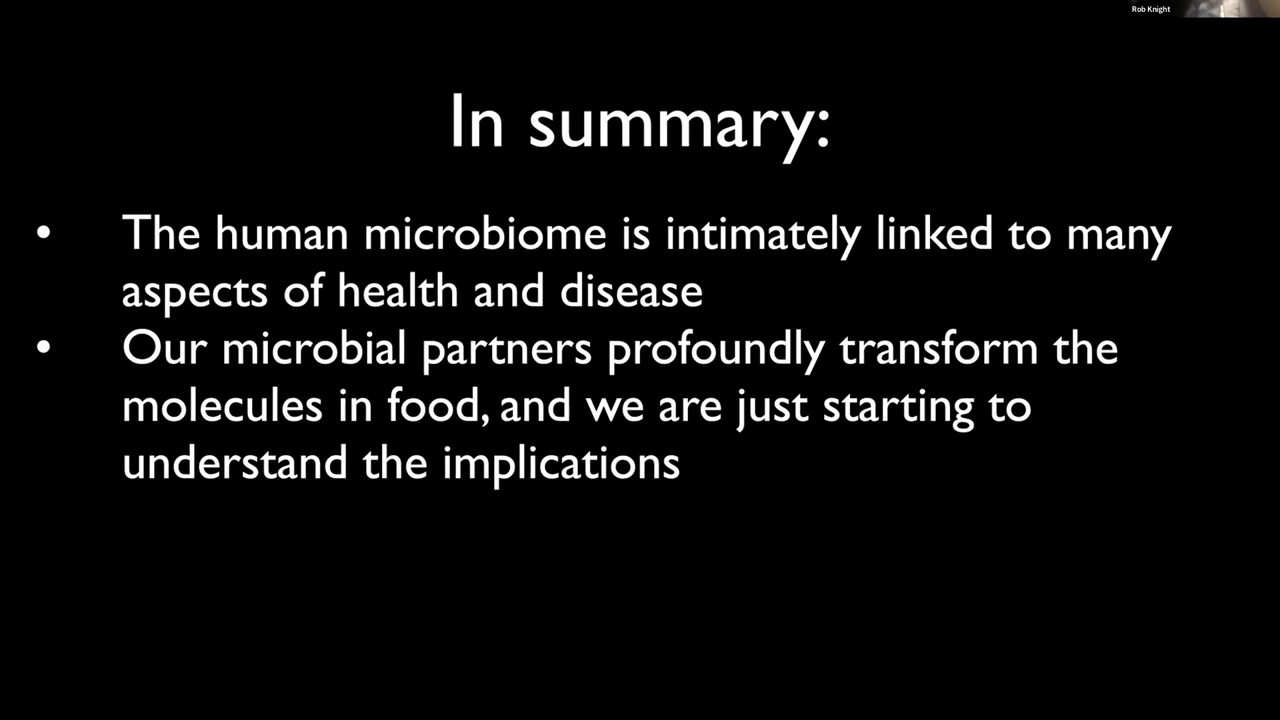 Rob Knight
In summary:
• The human microbiome is intimately linked to many
aspects of health and disease
• Our microbial partners profoundly transform the
molecules in food, and we are just starting to
understand the implications